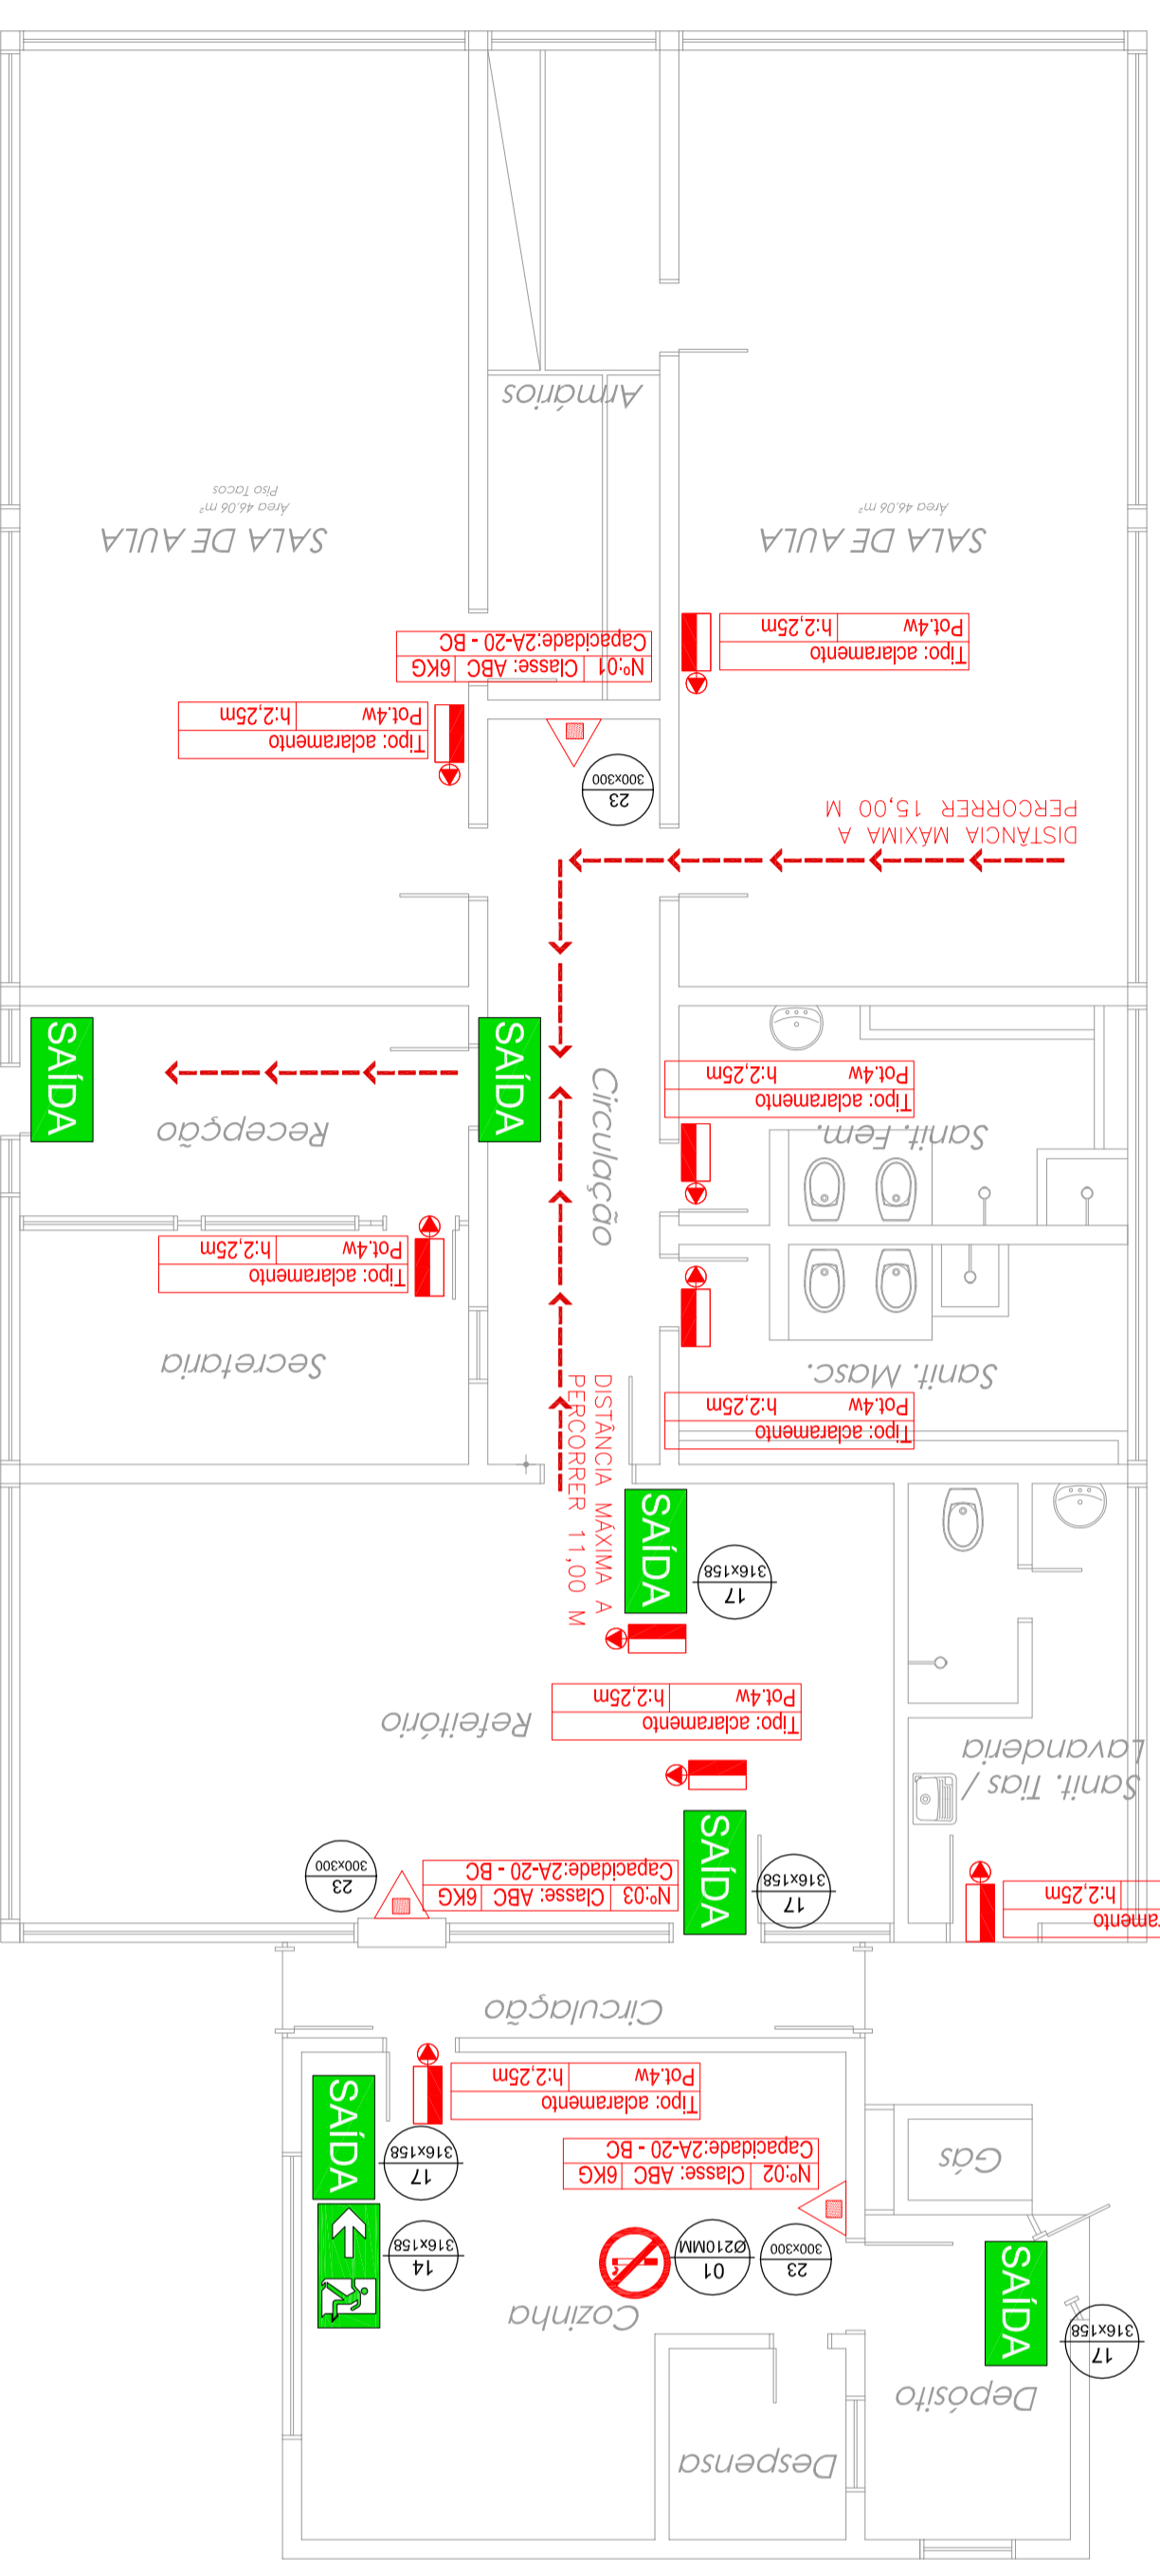 Despensa
Depósito
17
316x158
SAÍDA
Cozinha
23
300x300
01
Ø210MM
14
316x158
Gás
Nº:02 Classe: ABC 6KG
Capacidade:2A-20 - BC
17
316x158
SAÍDA
Tipo: aclaramento
Pot.4w h:2,25m
Circulação
17
316x158
SAÍDA
Nº:03 Classe: ABC 6KG
Capacidade:2A-20 - BC
23
300x300
h:2,25m
Sanit. Tias /
Lavanderia
Tipo: aclaramento
Pot.4w h:2,25m
Refeitório
17
316x158
SAÍDA
DISTÂNCIA MÁXIMA A
PERCORRER 11,00 M
Tipo: aclaramento
Pot.4w h:2,25m
Sanit. Masc.
Secretaria
Tipo: aclaramento
Pot.4w h:2,25m
Sanit. Fem.
Tipo: aclaramento
Pot.4w h:2,25m
Circulação
Recepção
SAÍDA
SAÍDA
DISTÂNCIA MÁXIMA A
PERCORRER 15,00 M
23
300x300
Tipo: aclaramento
Pot.4w h:2,25m
Nº:01 Classe: ABC 6KG
Capacidade:2A-20 - BC
Tipo: aclaramento
Pot.4w h:2,25m
SALA DE AULA
Área 46,06 m²
SALA DE AULA
Área 46,06 m²
Piso Tacos
Armários